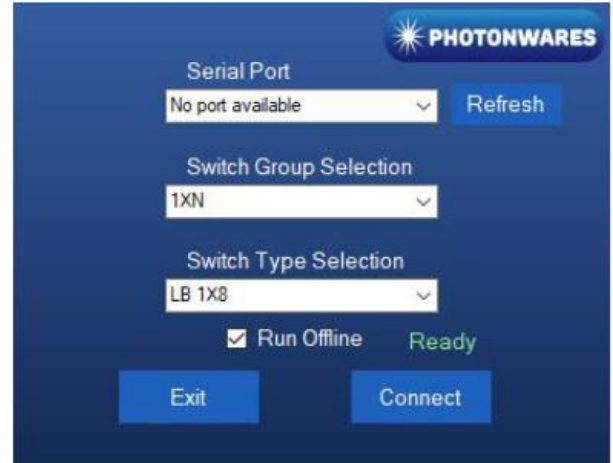 PHOTONWARES
Serial Port
No port available
Refresh
Switch Group Selection
1XN
Switch Type Selection
LB 1X8
Run Offline
Ready
Exit
Connect